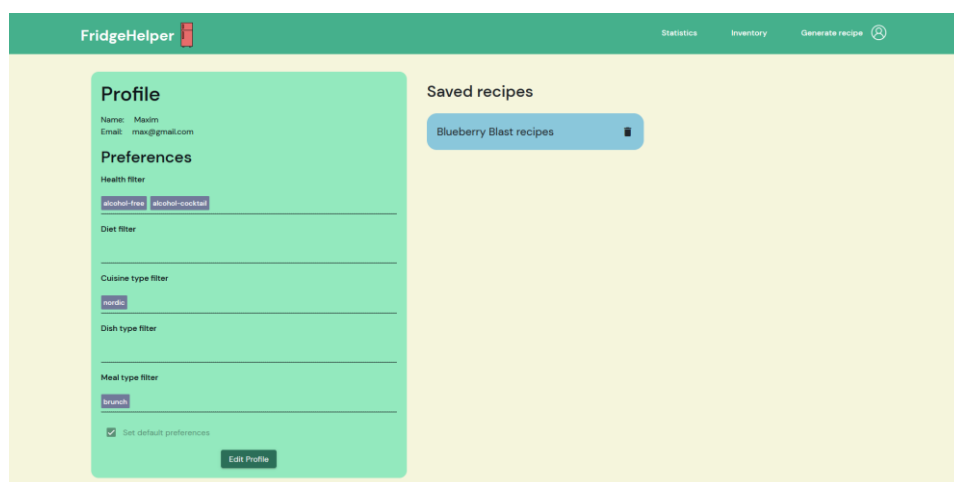 FridgeHelper
Statistics Inventory Generate recipe
Profile
Name: Maxim
Email: max@gmail.com
Preferences
Health filter
alcohol-free alcohol-cocktail
Diet filter
Cuisine type filter
nordic
Dish type filter
Meal type filter
brunch
Set default preferences
Edit Profile
Saved recipes
Blueberry Blast recipes